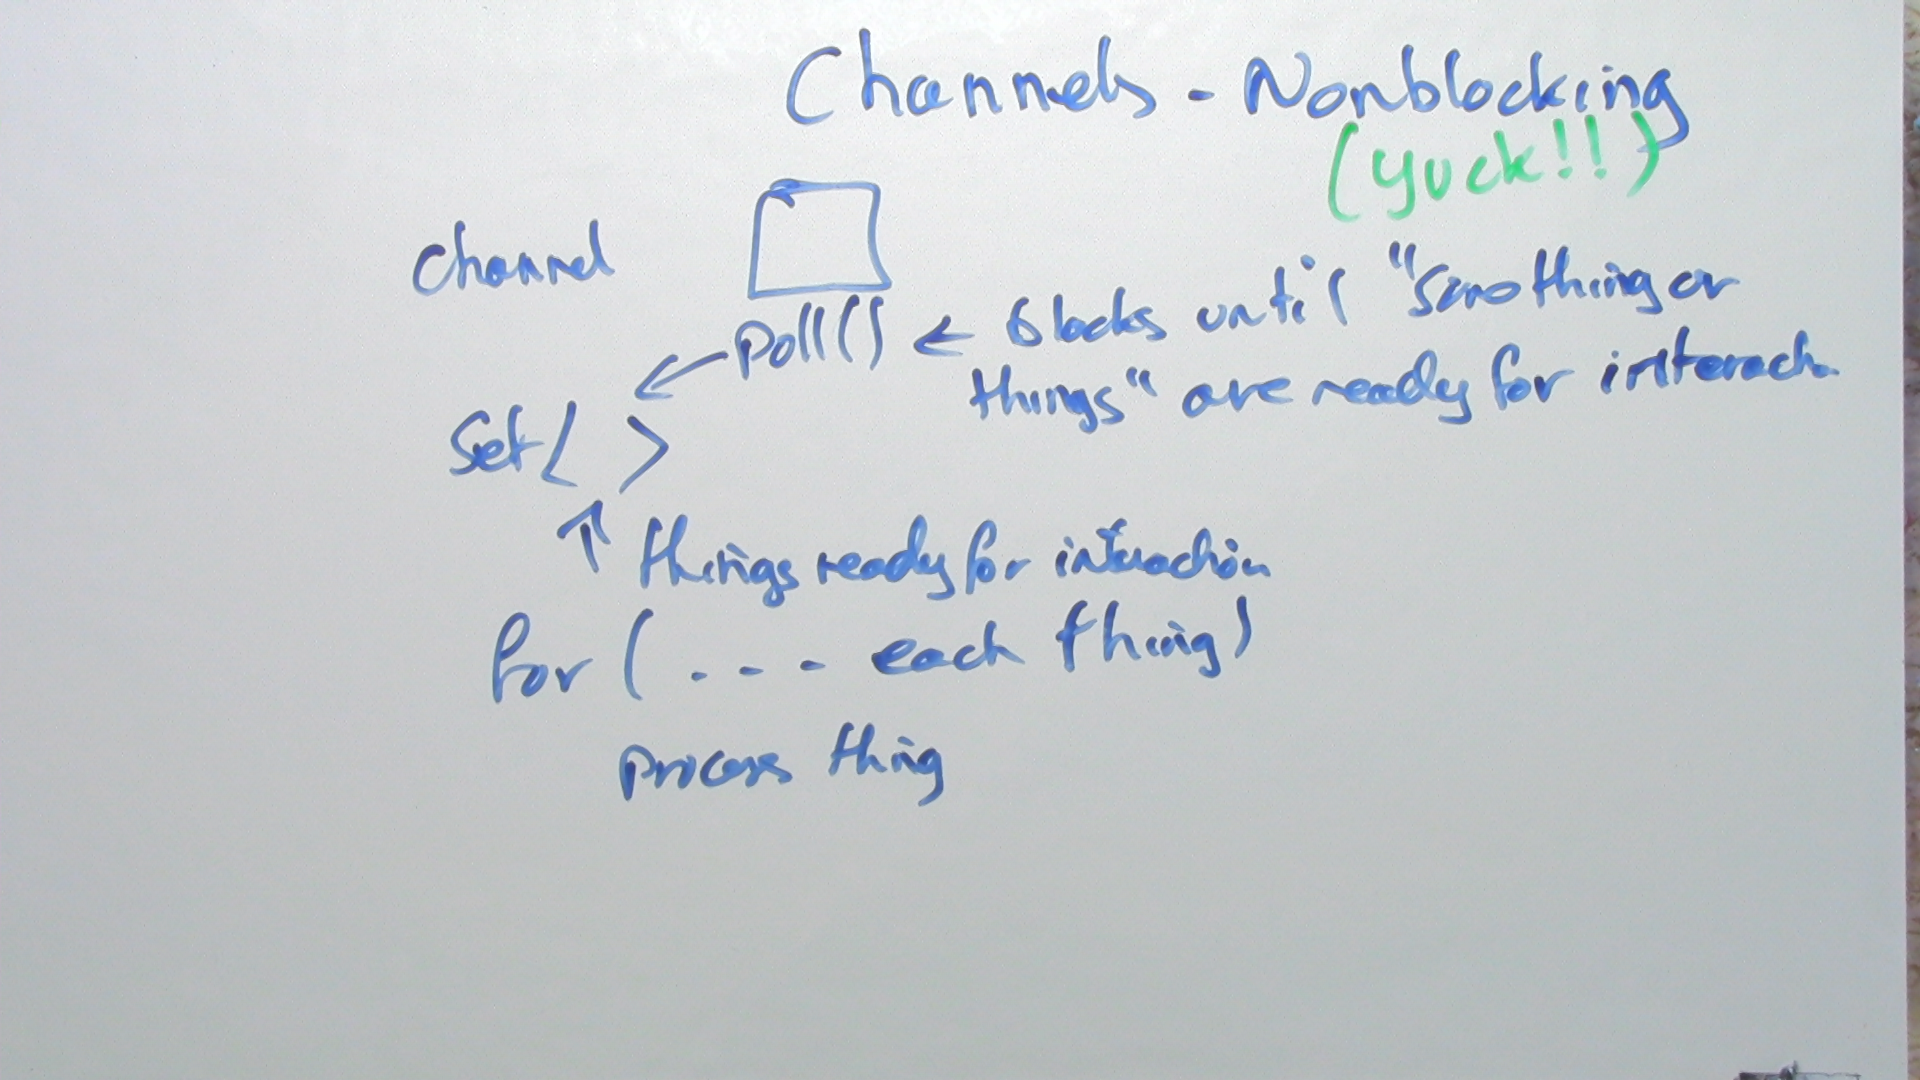 Channels - Nonblocking
(yuck!!)
Channel
Poll() ← blocks until "Something or
things" are ready for interact
Set< >
↑ things ready for interaction
for ( . . . each thing)
process thing